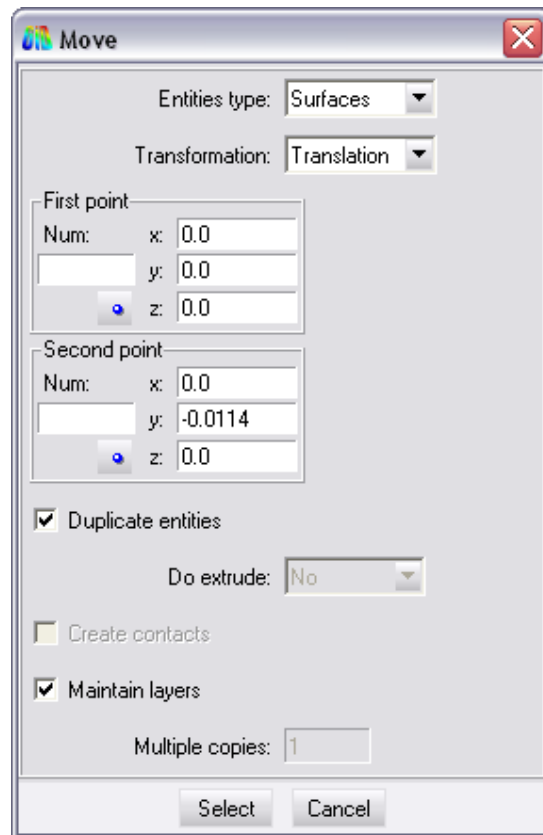 Move
Entities type: Surfaces
Transformation: Translation
First point
Num: x: 0.0
y: 0.0
z: 0.0
Second point
Num: x: 0.0
y: -0.0114
z: 0.0
Duplicate entities
Do extrude: No
Create contacts
Maintain layers
Multiple copies: 1
Select Cancel